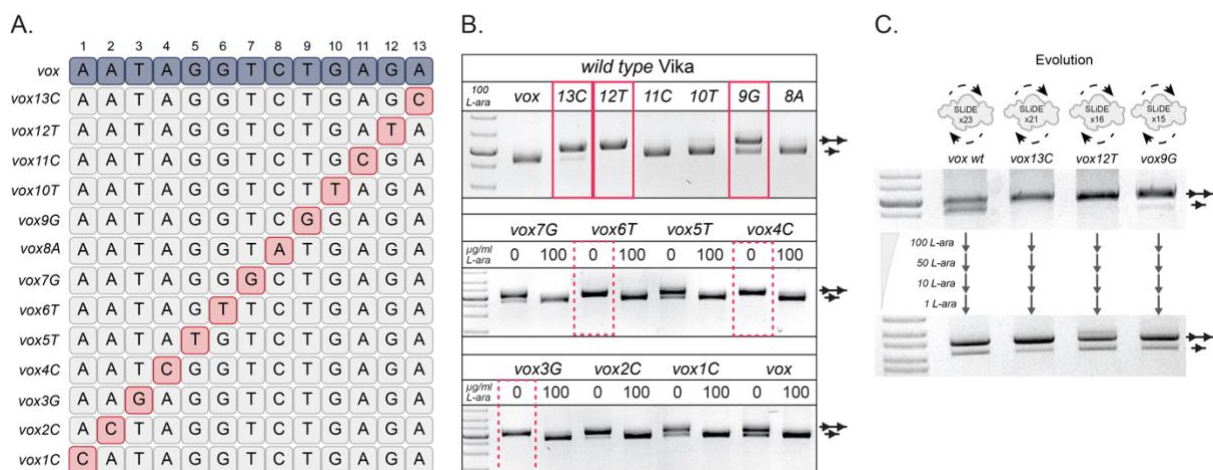 A.
1 2 3 4 5 6 7 8 9 10 11 12 13
vox A A T A G G T C T G A G A
vox13C A A T A G G T C T G A G C
vox12T A A T A G G T C T G A T A
vox11C A A T A G G T C T G C G A
vox10T A A T A G G T C T T A G A
vox9G A A T A G G T C G G A G A
vox8A A A T A G G T A T G A G A
vox7G A A T A G G G C T G A G A
vox6T A A T A G T T C T G A G A
vox5T A A T A T G T C T G A G A
vox4C A A T C G G T C T G A G A
vox3G A A G A G G T C T G A G A
vox2C A C T A G G T C T G A G A
vox1C C A T A G G T C T G A G A
B.
wild type Vika
100 L-ara
vox 13C 12T 11C 10T 9G 8A
vox7G vox6T vox5T vox4C
µg/ml L-ara
0 100 0 100 0 100 0 100
vox3G vox2C vox1C vox
µg/ml L-ara
0 100 0 100 0 100 0 100
C.
Evolution
SLiDE x23 SLiDE x21 SLiDE x16 SLiDE x15
vox wt vox13C vox12T vox9G
100 L-ara
50 L-ara
10 L-ara
1 L-ara